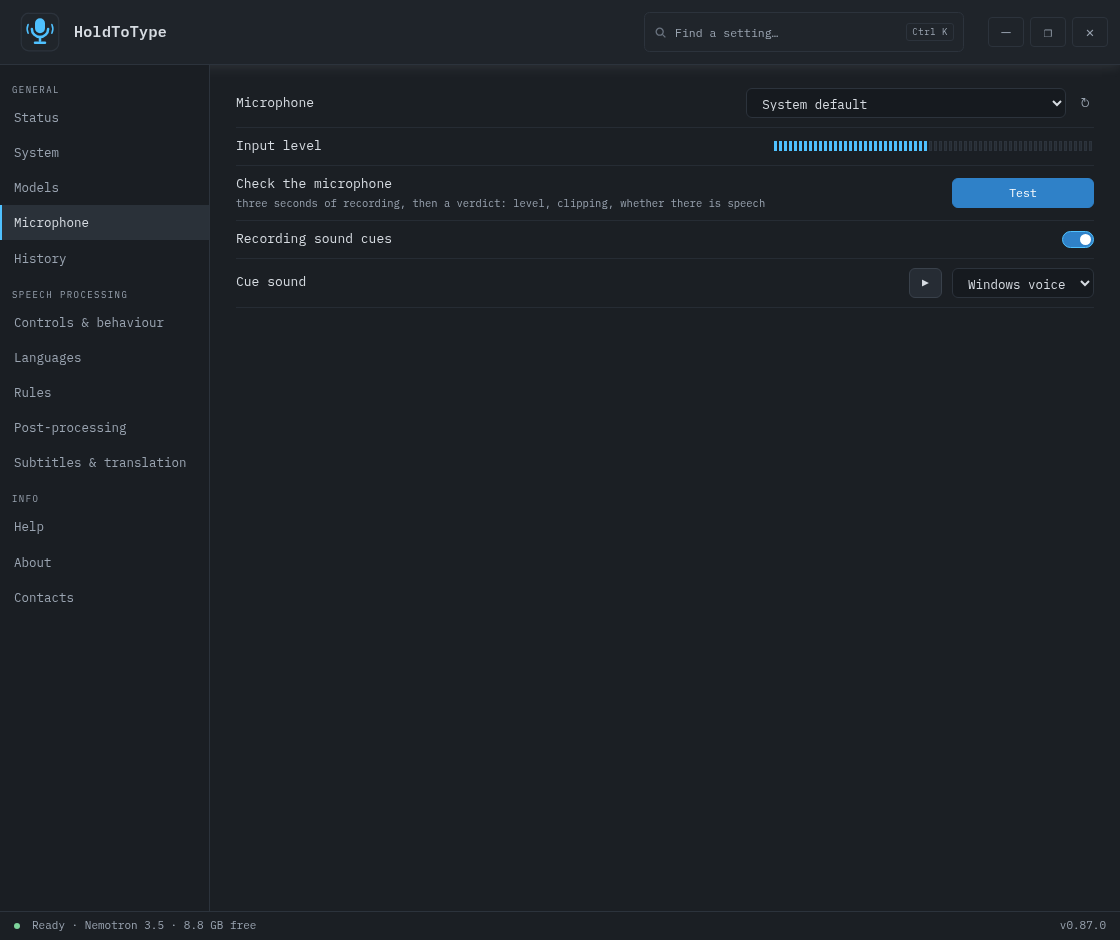 HoldToType
Find a setting…
Ctrl K
GENERAL
Status
System
Models
Microphone
History
SPEECH PROCESSING
Controls & behaviour
Languages
Rules
Post-processing
Subtitles & translation
INFO
Help
About
Contacts
Microphone
System default
Input level
Check the microphone
three seconds of recording, then a verdict: level, clipping, whether there is speech
Test
Recording sound cues
Cue sound
Windows voice
Ready · Nemotron 3.5 · 8.8 GB free
v0.87.0